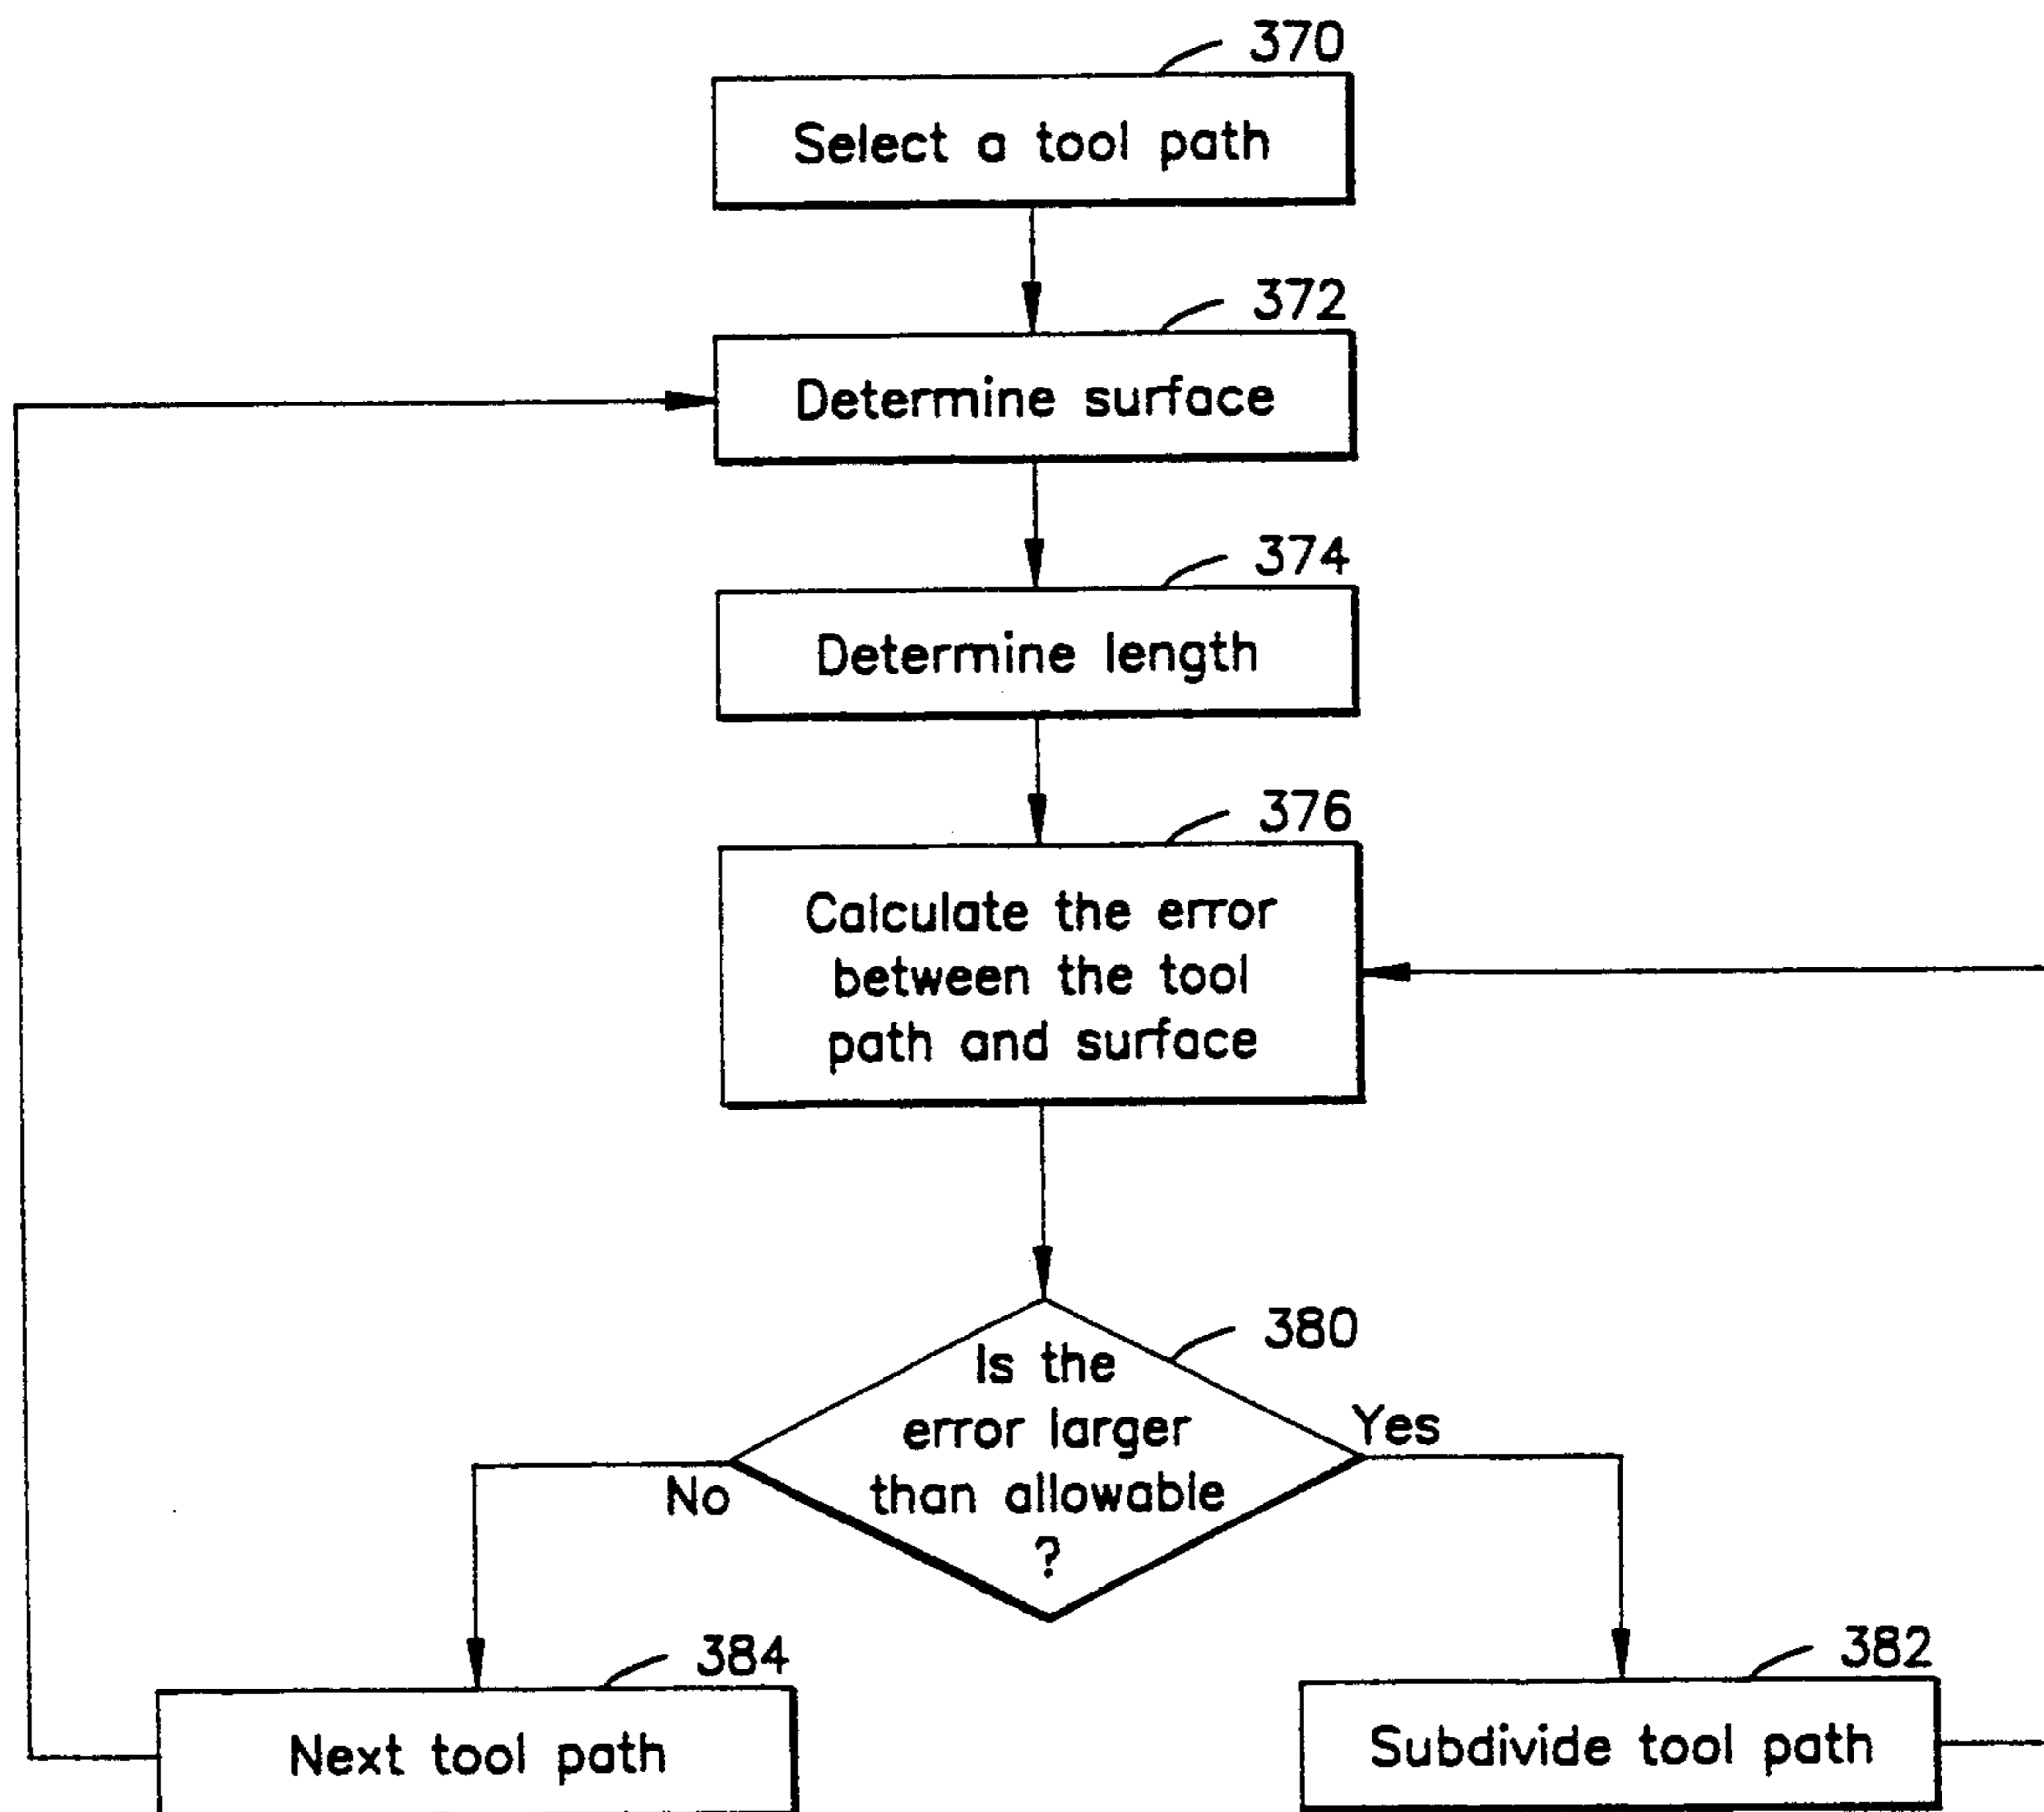 370
Select a tool path
372
Determine surface
374
Determine length
376
Calculate the error
between the tool
path and surface
380
Is the
error larger
than allowable
?
Yes
No
384
Next tool path
382
Subdivide tool path